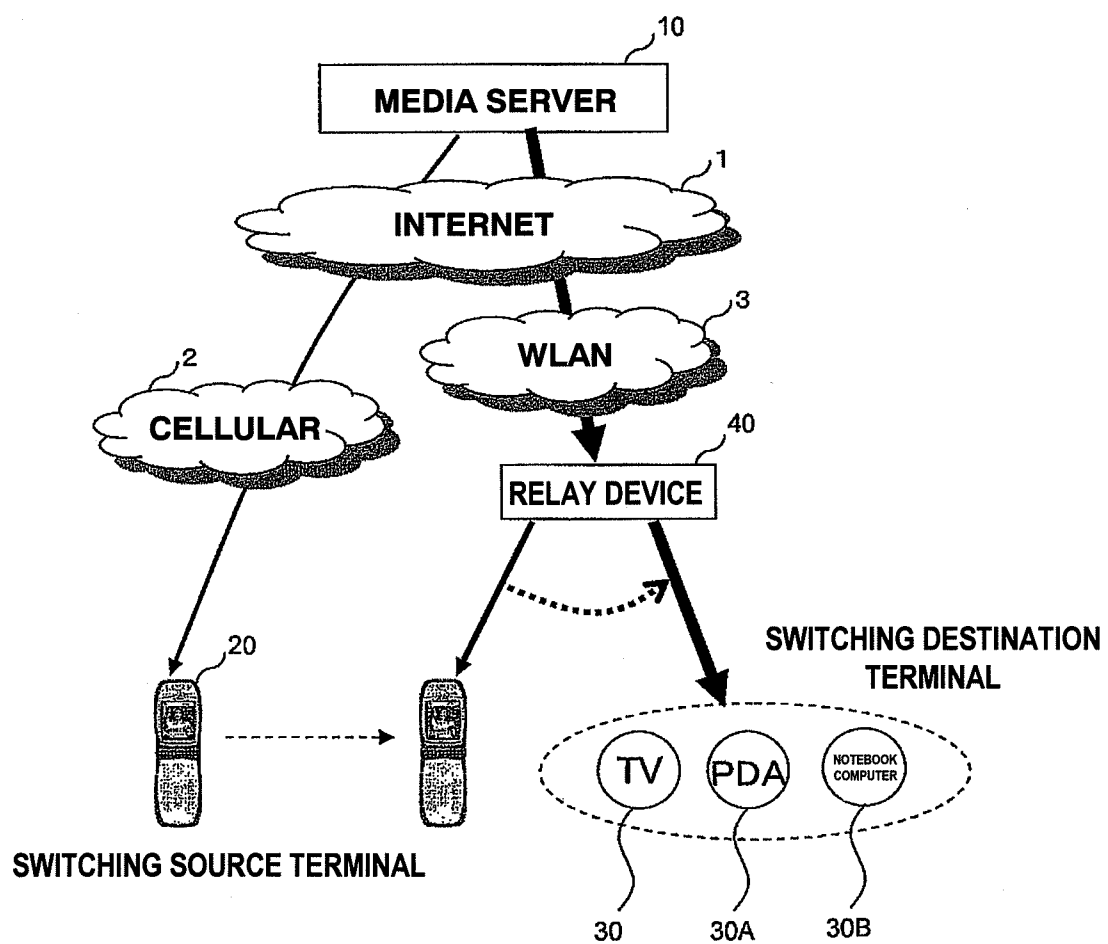 10
MEDIA SERVER
1
INTERNET
3
WLAN
2
CELLULAR
40
RELAY DEVICE
SWITCHING DESTINATION
TERMINAL
20
TV
PDA
NOTEBOOK
COMPUTER
SWITCHING SOURCE TERMINAL
30
30A
30B